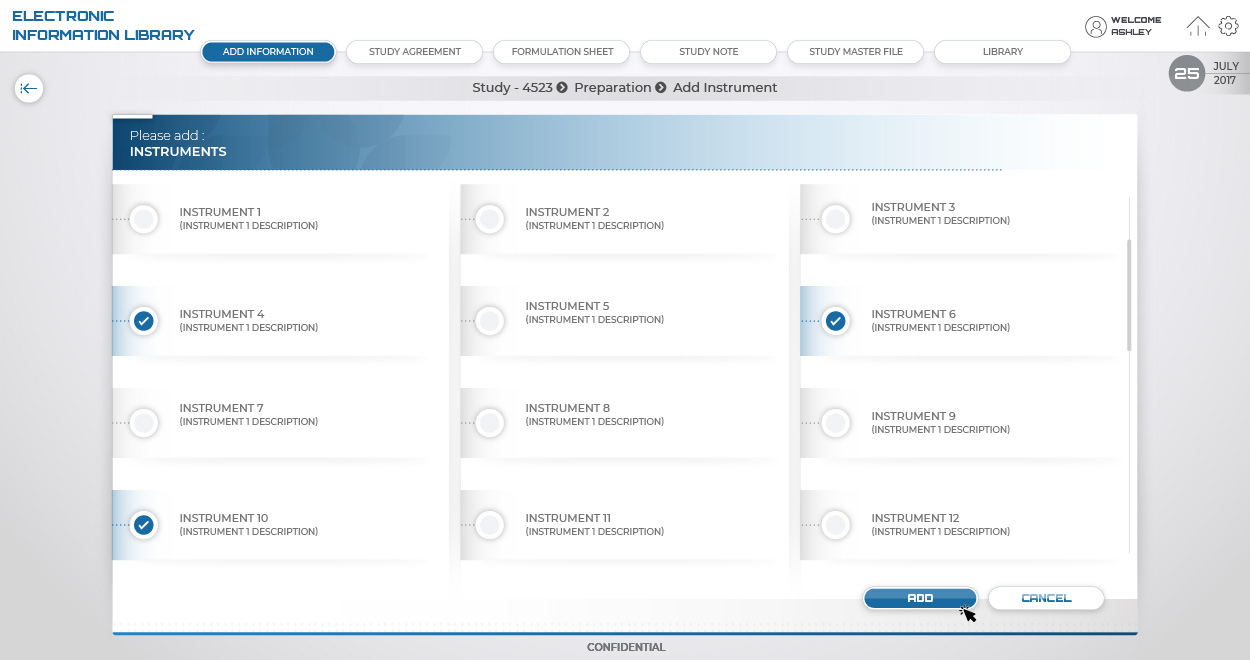 ELECTRONIC
INFORMATION LIBRARY
WELCOME
ASHLEY
ADD INFORMATION
STUDY AGREEMENT
FORMULATION SHEET
STUDY NOTE
STUDY MASTER FILE
LIBRARY
25
JULY
2017
Study - 4523 Preparation Add Instrument
Please add :
INSTRUMENTS
INSTRUMENT 1
(INSTRUMENT 1 DESCRIPTION)
INSTRUMENT 2
(INSTRUMENT 1 DESCRIPTION)
INSTRUMENT 3
(INSTRUMENT 1 DESCRIPTION)
INSTRUMENT 4
(INSTRUMENT 1 DESCRIPTION)
INSTRUMENT 5
(INSTRUMENT 1 DESCRIPTION)
INSTRUMENT 6
(INSTRUMENT 1 DESCRIPTION)
INSTRUMENT 7
(INSTRUMENT 1 DESCRIPTION)
INSTRUMENT 8
(INSTRUMENT 1 DESCRIPTION)
INSTRUMENT 9
(INSTRUMENT 1 DESCRIPTION)
INSTRUMENT 10
(INSTRUMENT 1 DESCRIPTION)
INSTRUMENT 11
(INSTRUMENT 1 DESCRIPTION)
INSTRUMENT 12
(INSTRUMENT 1 DESCRIPTION)
ADD
CANCEL
CONFIDENTIAL